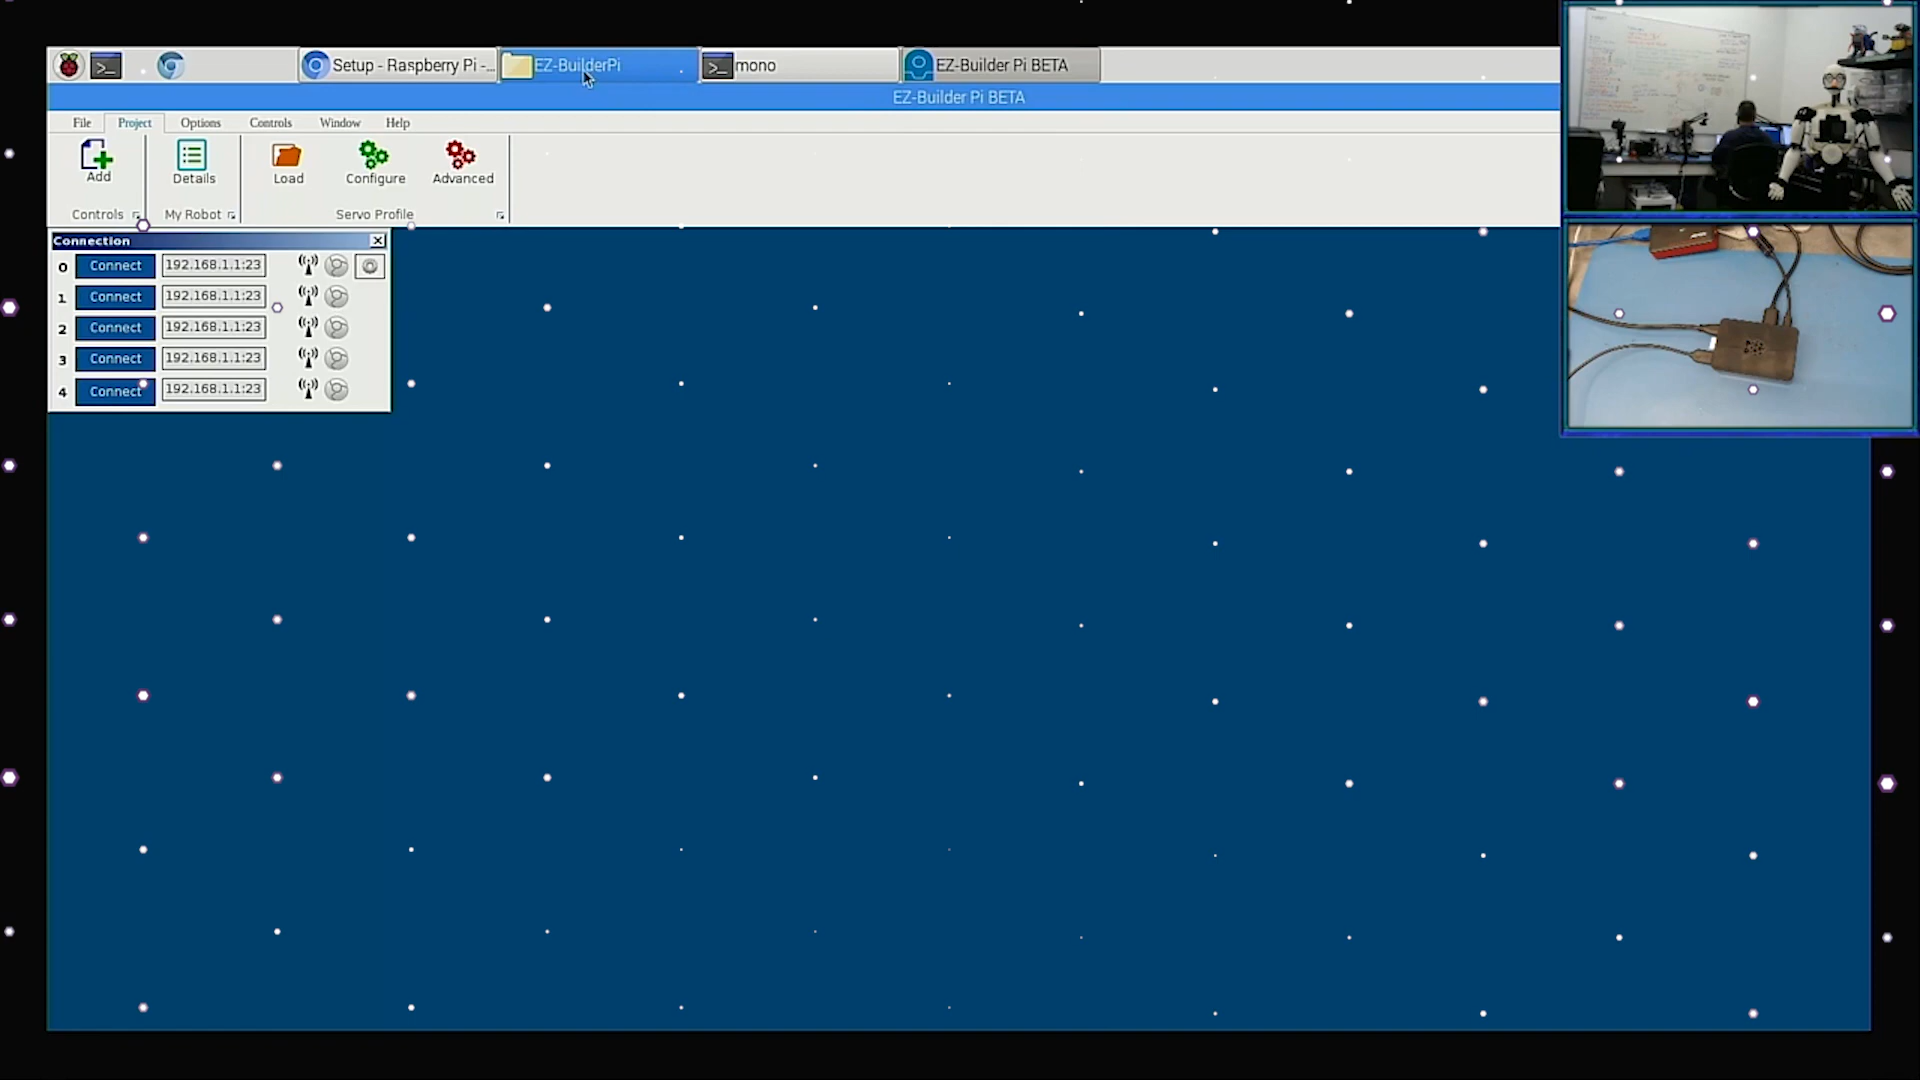 Setup - Raspberry Pi -...
EZ-BuilderPi
mono
EZ-Builder Pi BETA
EZ-Builder Pi BETA
File Project Options Controls Window Help
Add
Details
Load
Configure
Advanced
Controls
My Robot
Servo Profile
Connection
0 Connect 192.168.1.1:23
1 Connect 192.168.1.1:23
2 Connect 192.168.1.1:23
3 Connect 192.168.1.1:23
4 Connect 192.168.1.1:23